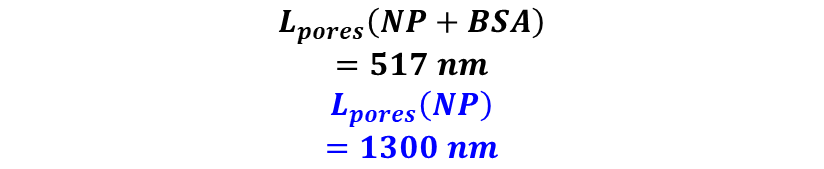 L_pores(NP + BSA)
= 517 nm
L_pores(NP)
= 1300 nm